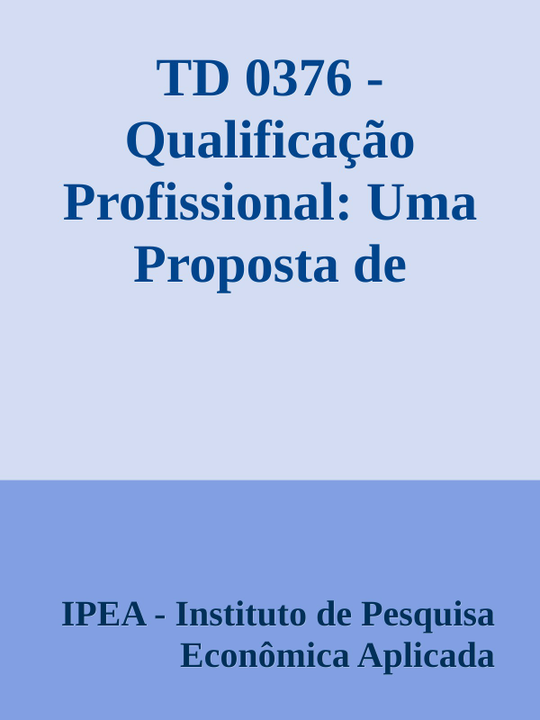 TD 0376 -
Qualificação
Profissional: Uma
Proposta de
IPEA - Instituto de Pesquisa
Econômica Aplicada